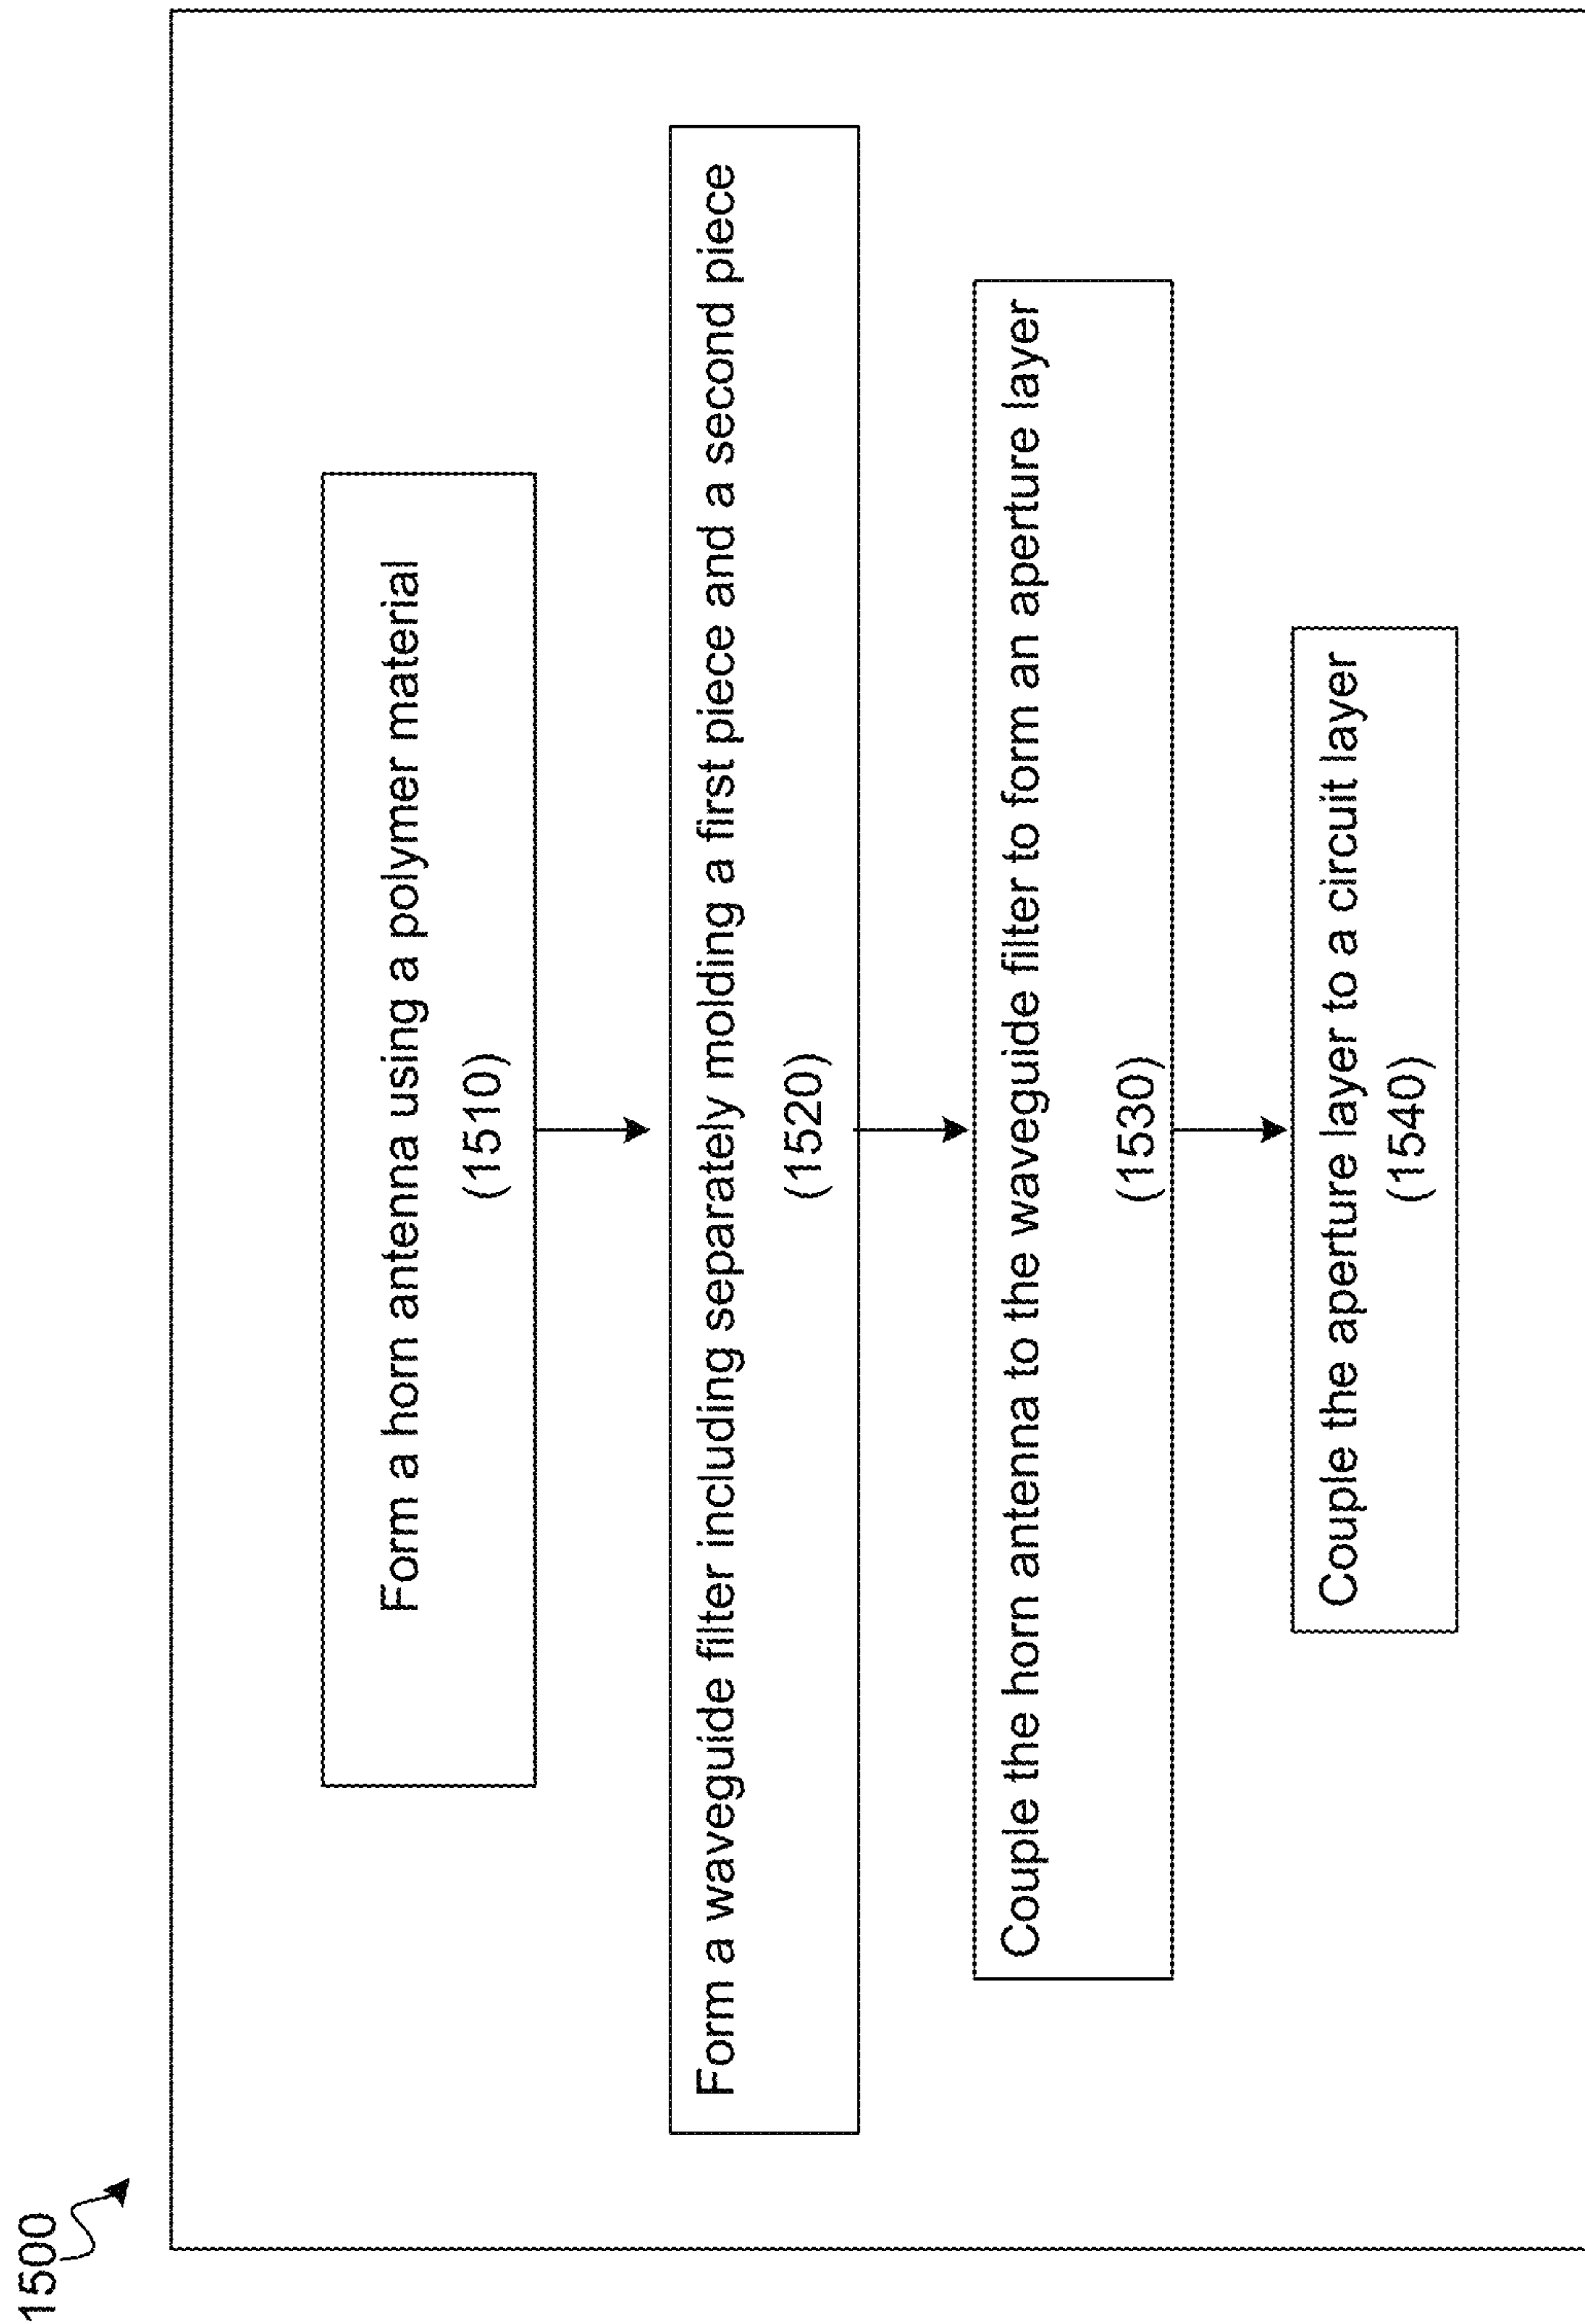 1500
Form a horn antenna using a polymer material
(1510)
Form a waveguide filter including separately molding a first piece and a second piece
(1520)
Couple the horn antenna to the waveguide filter to form an aperture layer
(1530)
Couple the aperture layer to a circuit layer
(1540)